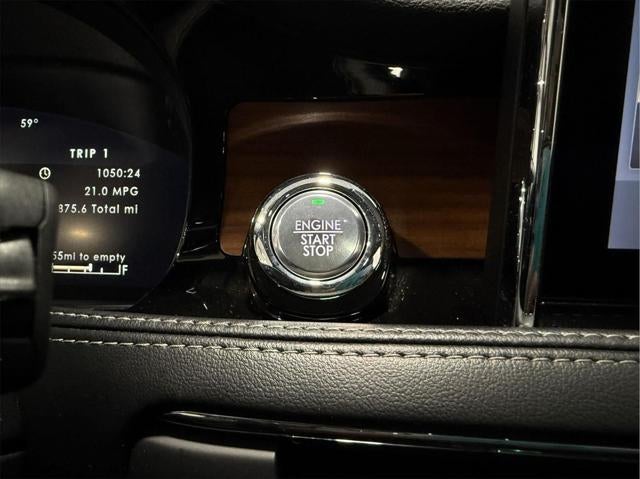 59°
TRIP 1
1050:24
21.0 MPG
875.6 Total mi
55mi to empty
F
ENGINE
START
STOP